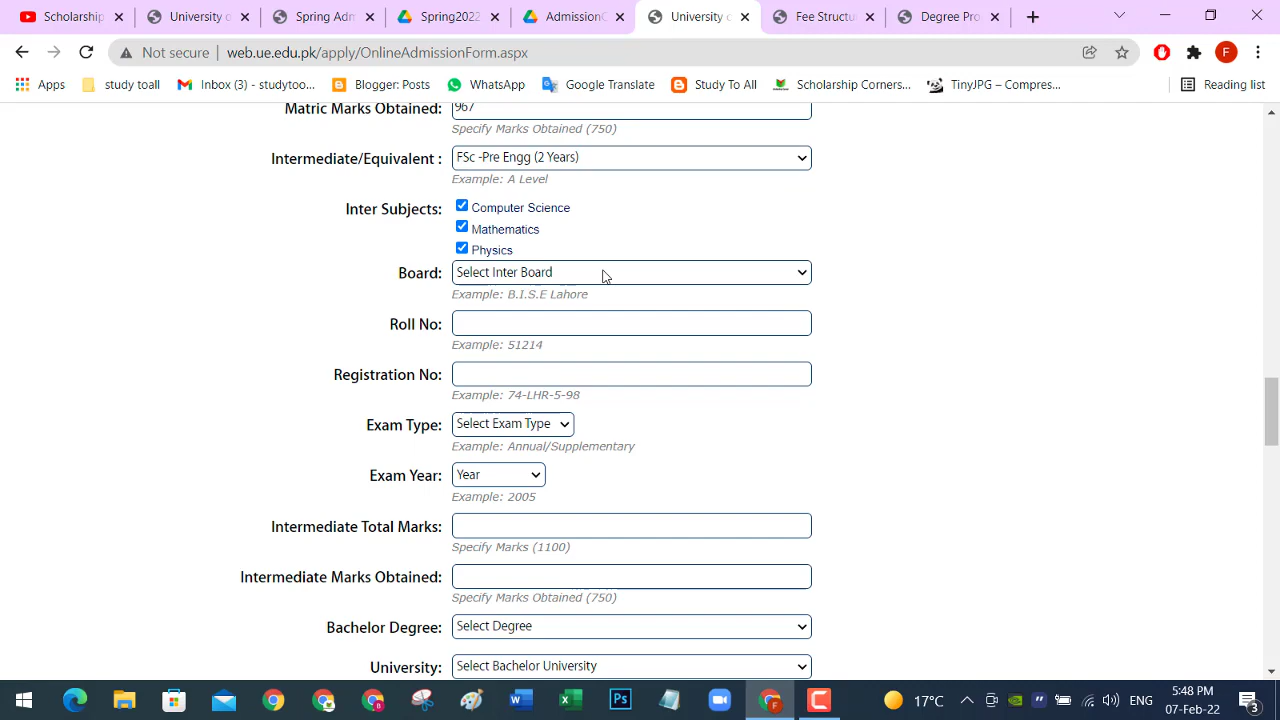 Scholarship
University o
Spring Adm
Spring2022
AdmissionC
University
Fee Structu
Degree Pro
Not secure
web.ue.edu.pk/apply/OnlineAdmissionForm.aspx
F
Apps
study toall
Inbox (3) - studytoo...
Blogger: Posts
WhatsApp
Google Translate
Study To All
Scholarship Corners...
TinyJPG – Compres...
Reading list
Matric Marks Obtained: 967
Specify Marks Obtained (750)
Intermediate/Equivalent : FSc -Pre Engg (2 Years)
Example: A Level
Inter Subjects: Computer Science
Mathematics
Physics
Board: Select Inter Board
Example: B.I.S.E Lahore
Roll No:
Example: 51214
Registration No:
Example: 74-LHR-5-98
Exam Type: Select Exam Type
Example: Annual/Supplementary
Exam Year: Year
Example: 2005
Intermediate Total Marks:
Specify Marks (1100)
Intermediate Marks Obtained:
Specify Marks Obtained (750)
Bachelor Degree: Select Degree
University: Select Bachelor University
17°C
ENG
5:48 PM
07-Feb-22
3